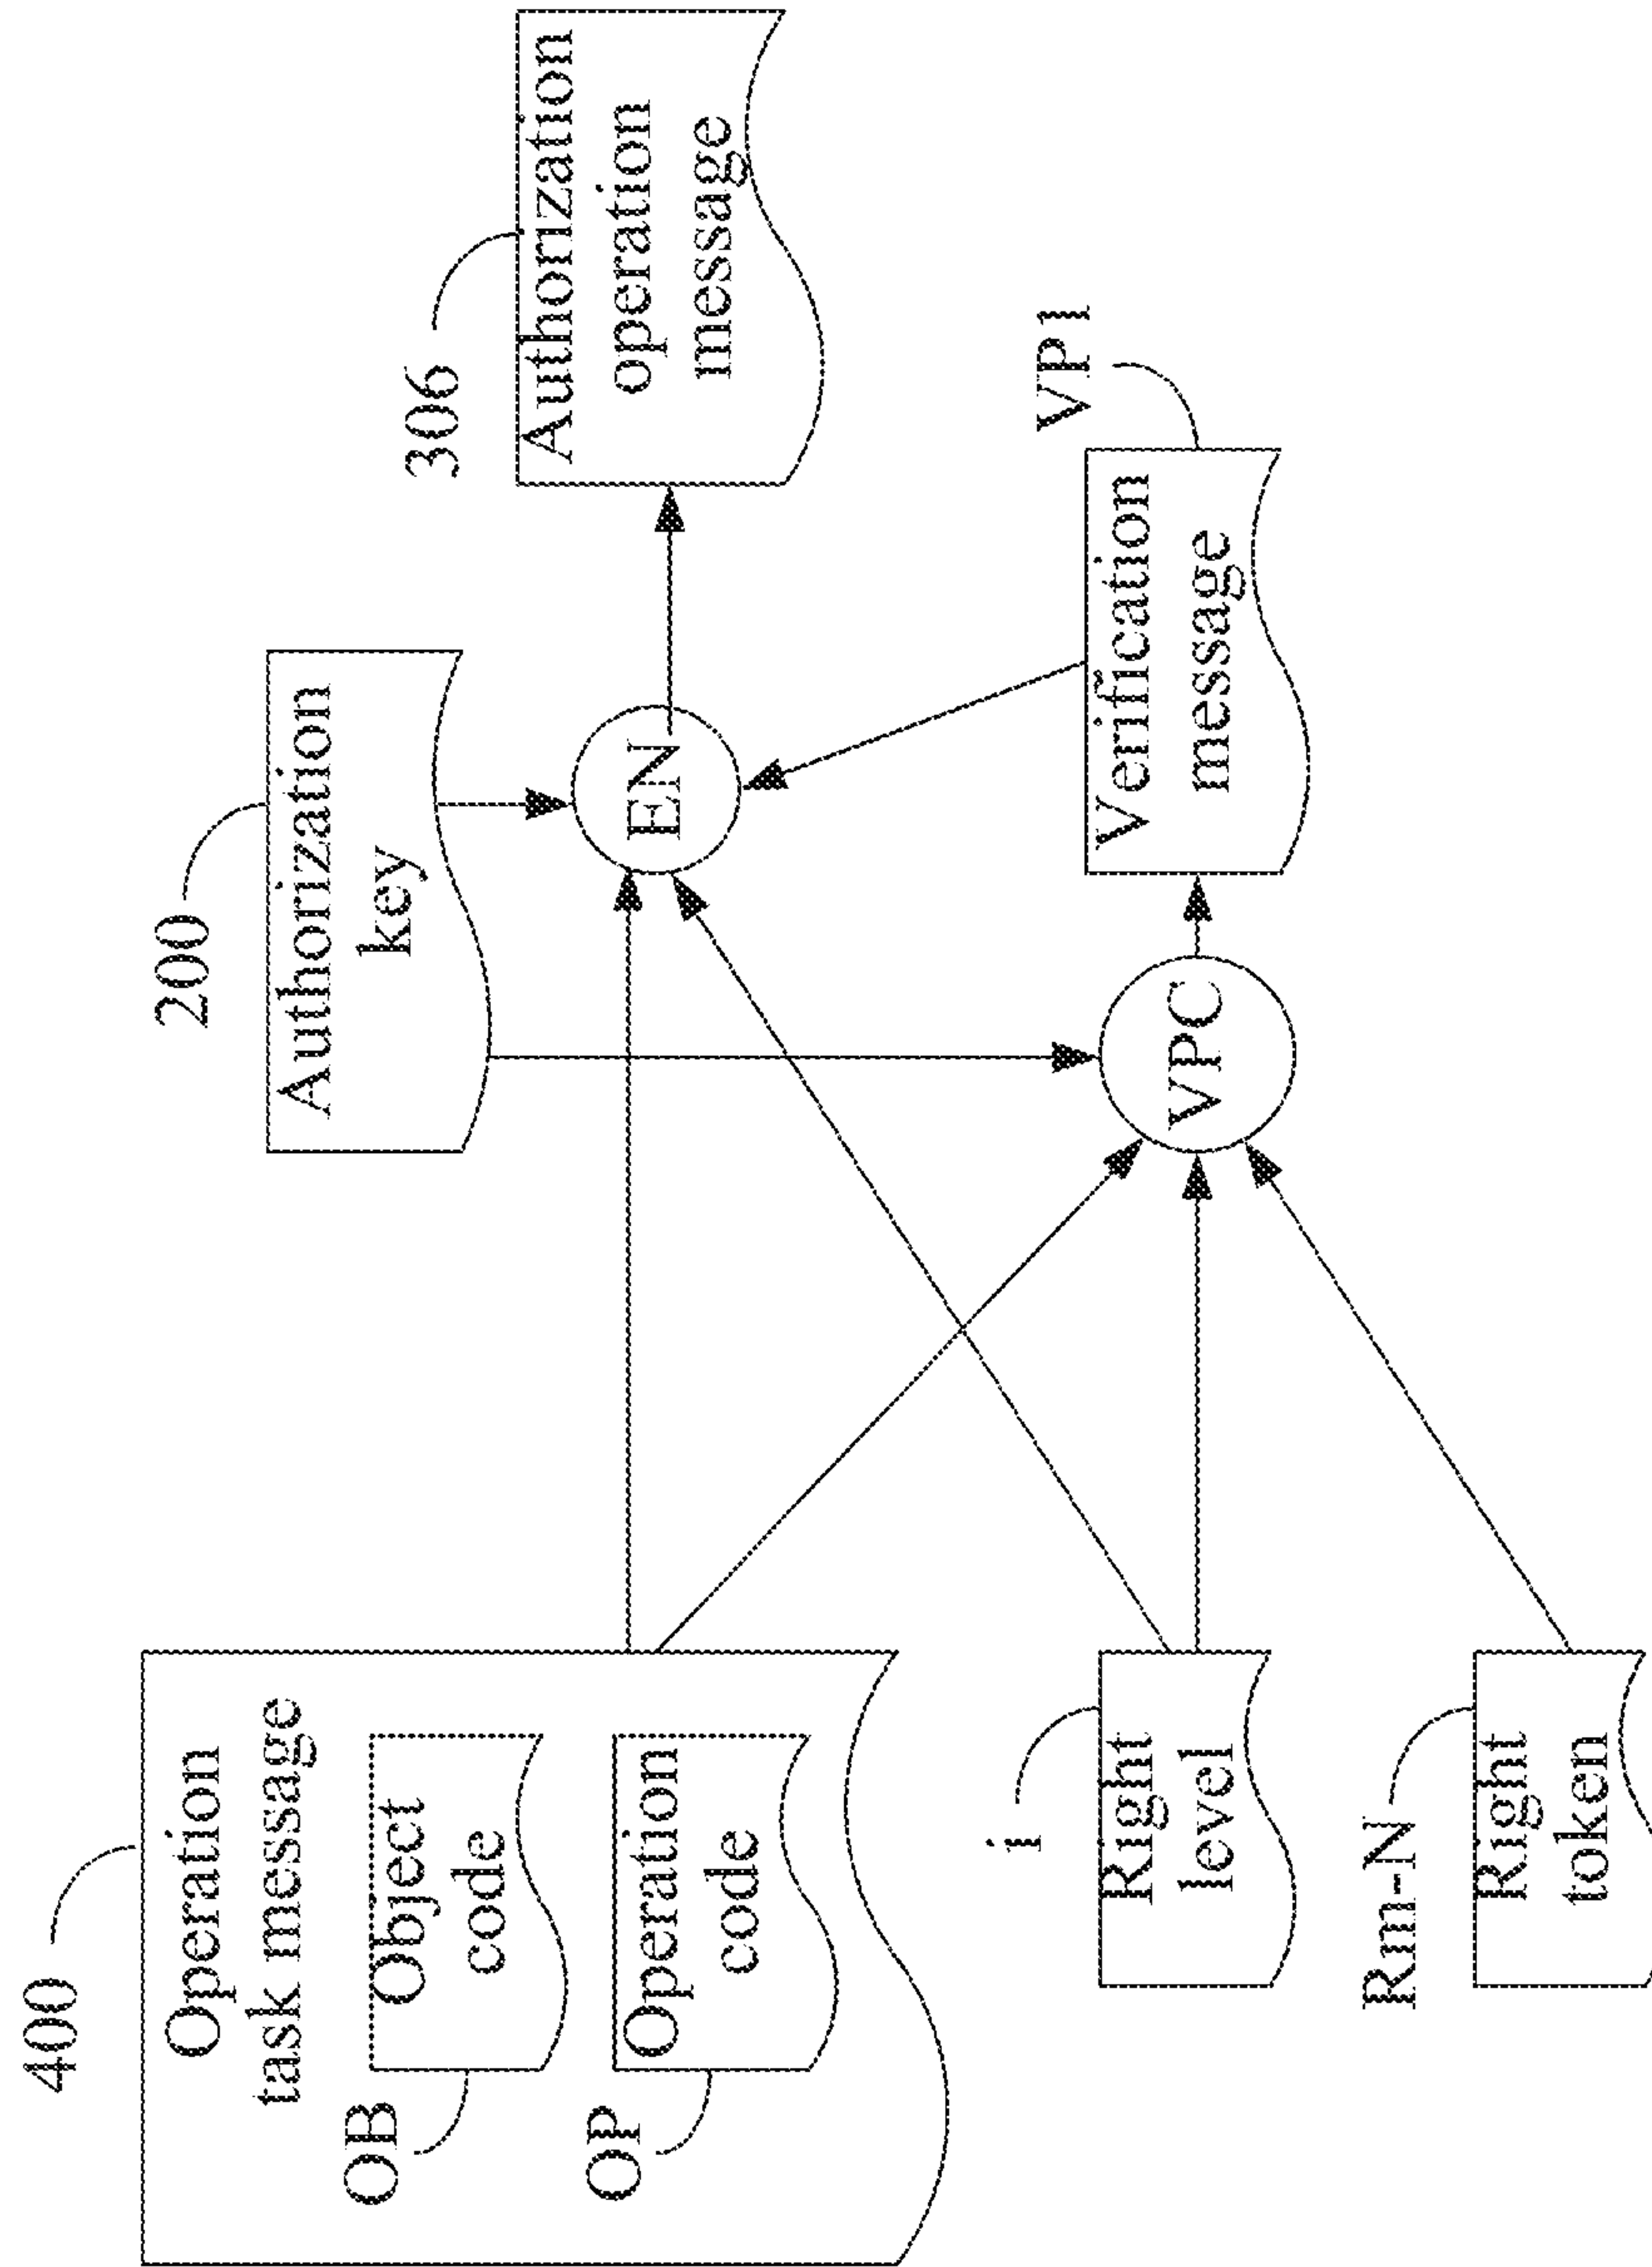 400
Operation
task message
OB
Object
code
OP
Operation
code
i
Right
level
Rm-N
Right
token
200
Authorization
key
EN
VPC
306
Authorization
operation
message
VP1
Verification
message